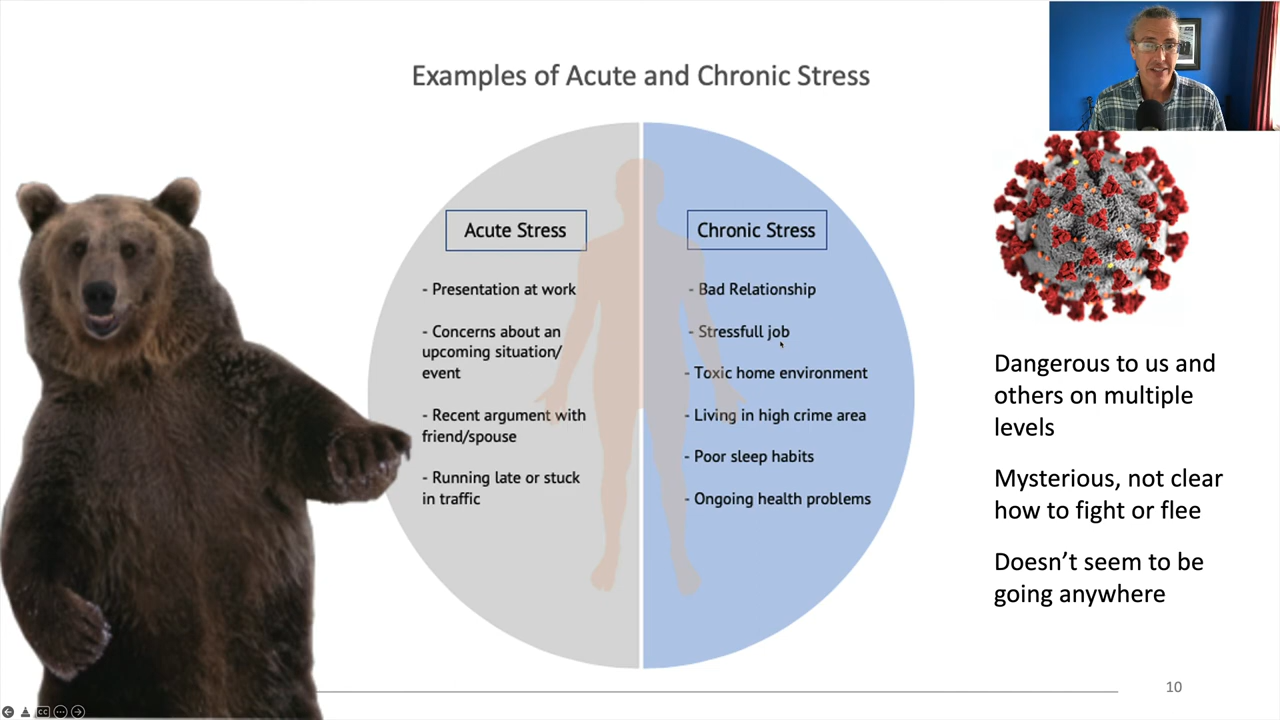 Examples of Acute and Chronic Stress
Acute Stress
- Presentation at work
- Concerns about an
upcoming situation/
event
- Recent argument with
friend/spouse
- Running late or stuck
in traffic
Chronic Stress
- Bad Relationship
- Stressfull job
- Toxic home environment
- Living in high crime area
- Poor sleep habits
- Ongoing health problems
Dangerous to us and
others on multiple
levels
Mysterious, not clear
how to fight or flee
Doesn’t seem to be
going anywhere
10
CC